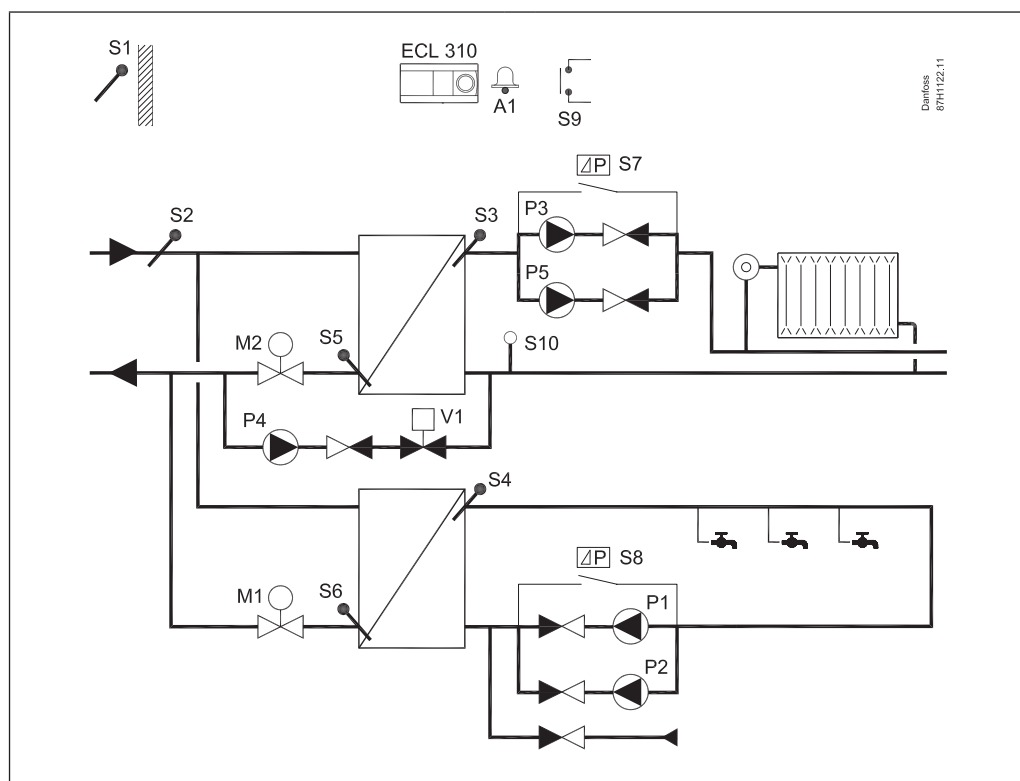 S1
ECL 310
A1
S9
Danfoss
87H1122.11
⊿P S7
S2
S3
P3
P5
M2
S5
S10
P4
V1
S4
⊿P S8
M1
S6
P1
P2